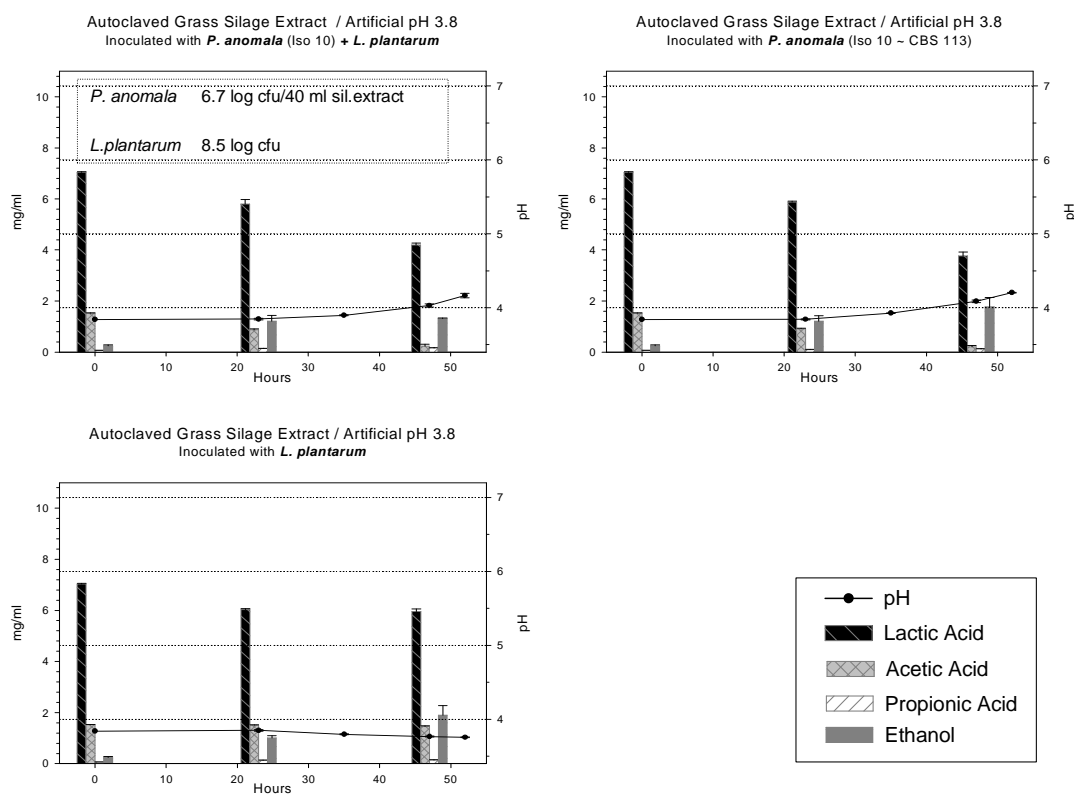 Autoclaved Grass Silage Extract / Artificial pH 3.8
Inoculated with P. anomala (Iso 10) + L. plantarum
P. anomala 6.7 log cfu/40 ml sil.extract
L.plantarum 8.5 log cfu
10
8
6
4
2
0
mg/ml
7
6
5
4
pH
0 10 20 30 40 50
Hours
Autoclaved Grass Silage Extract / Artificial pH 3.8
Inoculated with P. anomala (Iso 10 ~ CBS 113)
10
8
6
4
2
0
mg/ml
7
6
5
4
pH
0 10 20 30 40 50
Hours
Autoclaved Grass Silage Extract / Artificial pH 3.8
Inoculated with L. plantarum
10
8
6
4
2
0
mg/ml
7
6
5
4
pH
0 10 20 30 40 50
Hours
pH
Lactic Acid
Acetic Acid
Propionic Acid
Ethanol